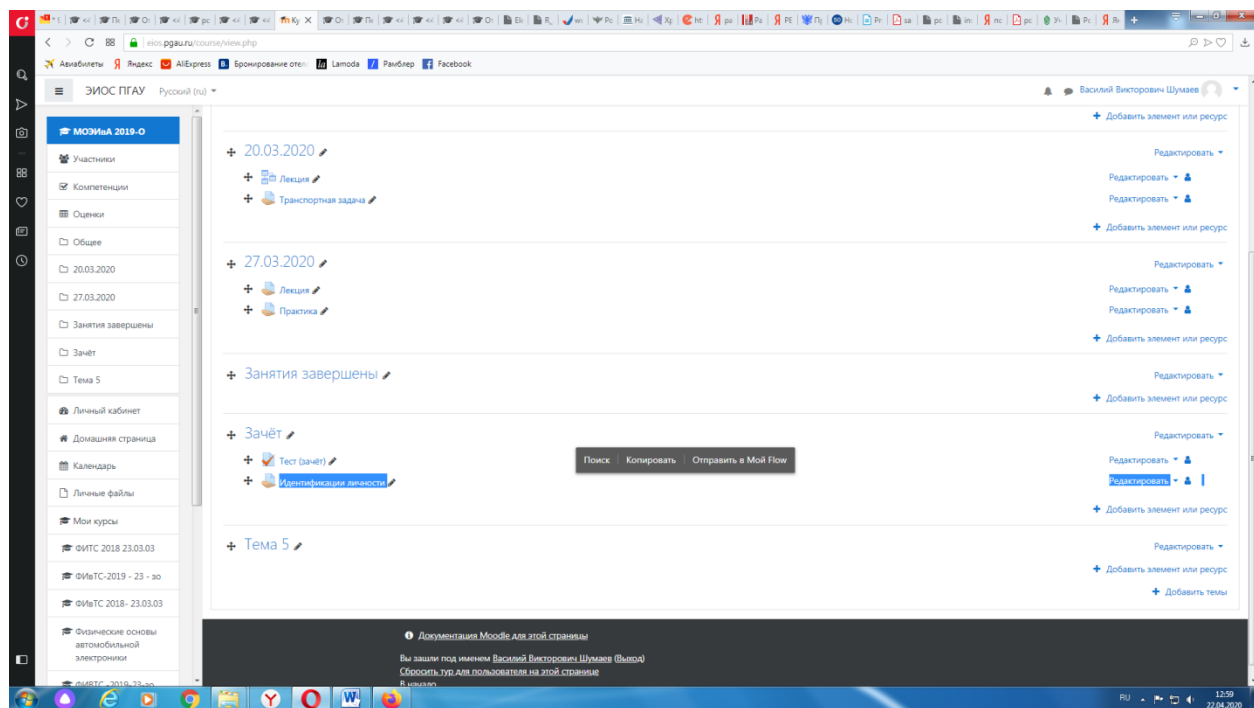 eios.pgau.ru/course/view.php
Авиабилеты Яндекс AliExpress Бронирование отел Lamoda Рамблер Facebook
ЭИОС ПГАУ Русский (ru)
Василий Викторович Шумаев
МОЭИвА 2019-О
Участники
Компетенции
Оценки
Общее
20.03.2020
27.03.2020
Занятия завершены
Зачёт
Тема 5
Личный кабинет
Домашняя страница
Календарь
Личные файлы
Мои курсы
ФИТС 2018 23.03.03
ФИвТС-2019 - 23 - зо
ФИвТС 2018- 23.03.03
Физические основы
автомобильной
электроники
Добавить элемент или ресурс
20.03.2020 Редактировать
Лекция Редактировать
Транспортная задача Редактировать
Добавить элемент или ресурс
27.03.2020 Редактировать
Лекция Редактировать
Практика Редактировать
Добавить элемент или ресурс
Занятия завершены Редактировать
Добавить элемент или ресурс
Зачёт Редактировать
Поиск Копировать Отправить в Мой Flow
Тест (зачёт) Редактировать
Идентификации личности Редактировать
Добавить элемент или ресурс
Тема 5 Редактировать
Добавить элемент или ресурс
Добавить темы
Документация Moodle для этой страницы
Вы зашли под именем Василий Викторович Шумаев (Выход)
Сбросить тур для пользователя на этой странице
В начало
RU 12:59
22.04.2020